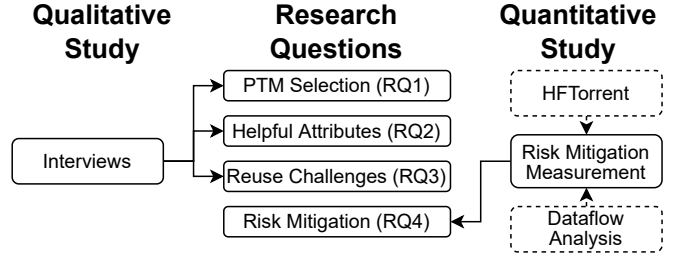 Qualitative
Study
Research
Questions
Quantitative
Study
Interviews
PTM Selection (RQ1)
Helpful Attributes (RQ2)
Reuse Challenges (RQ3)
Risk Mitigation (RQ4)
HFTorrent
Risk Mitigation
Measurement
Dataflow
Analysis